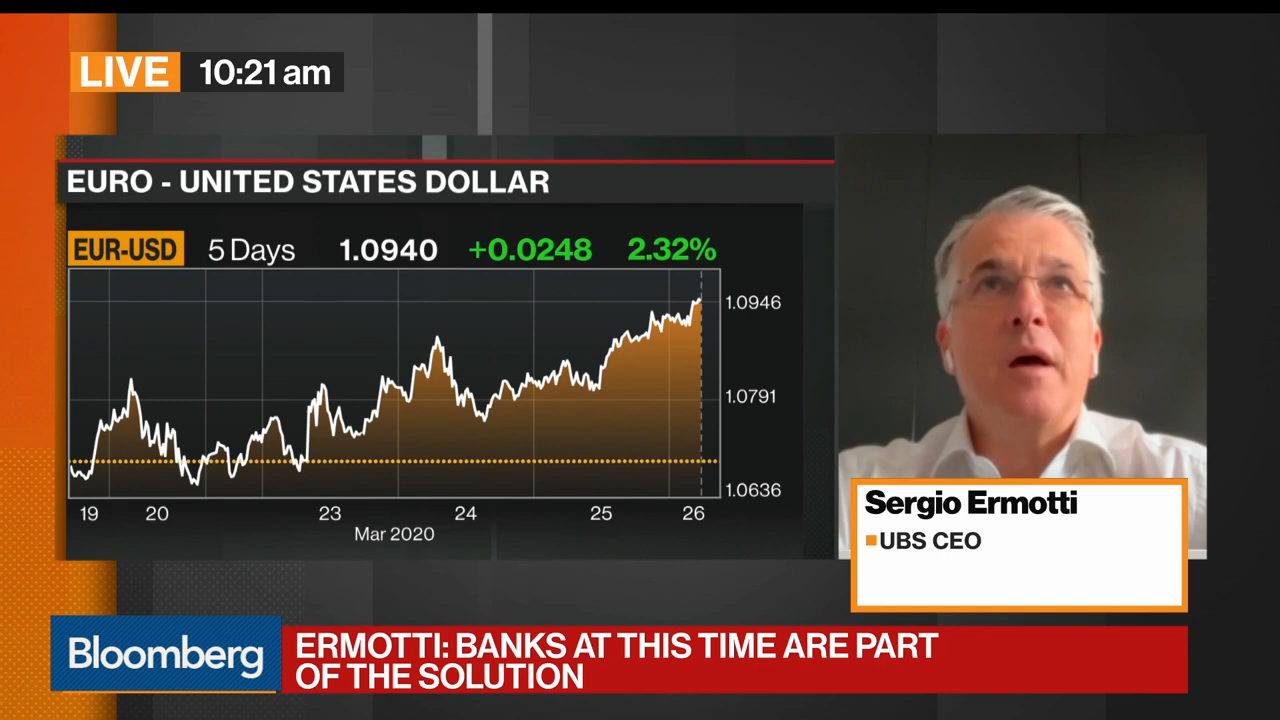 LIVE 10:21 am
EURO - UNITED STATES DOLLAR
EUR-USD 5 Days 1.0940 +0.0248 2.32%
1.0946
1.0791
1.0636
19 20 23 24 25 26
Mar 2020
Sergio Ermotti
UBS CEO
Bloomberg
ERMOTTI: BANKS AT THIS TIME ARE PART
OF THE SOLUTION